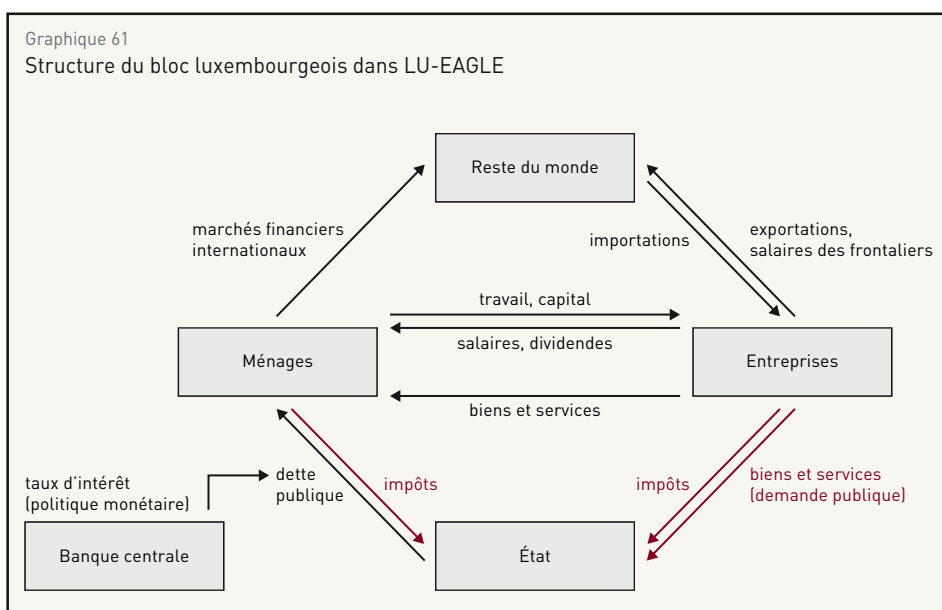 Graphique 61
Structure du bloc luxembourgeois dans LU-EAGLE
Reste du monde
marchés financiers
internationaux
importations
exportations,
salaires des frontaliers
travail, capital
salaires, dividendes
Ménages
Entreprises
biens et services
taux d'intérêt
(politique monétaire)
dette
publique
impôts
impôts
biens et services
(demande publique)
Banque centrale
État